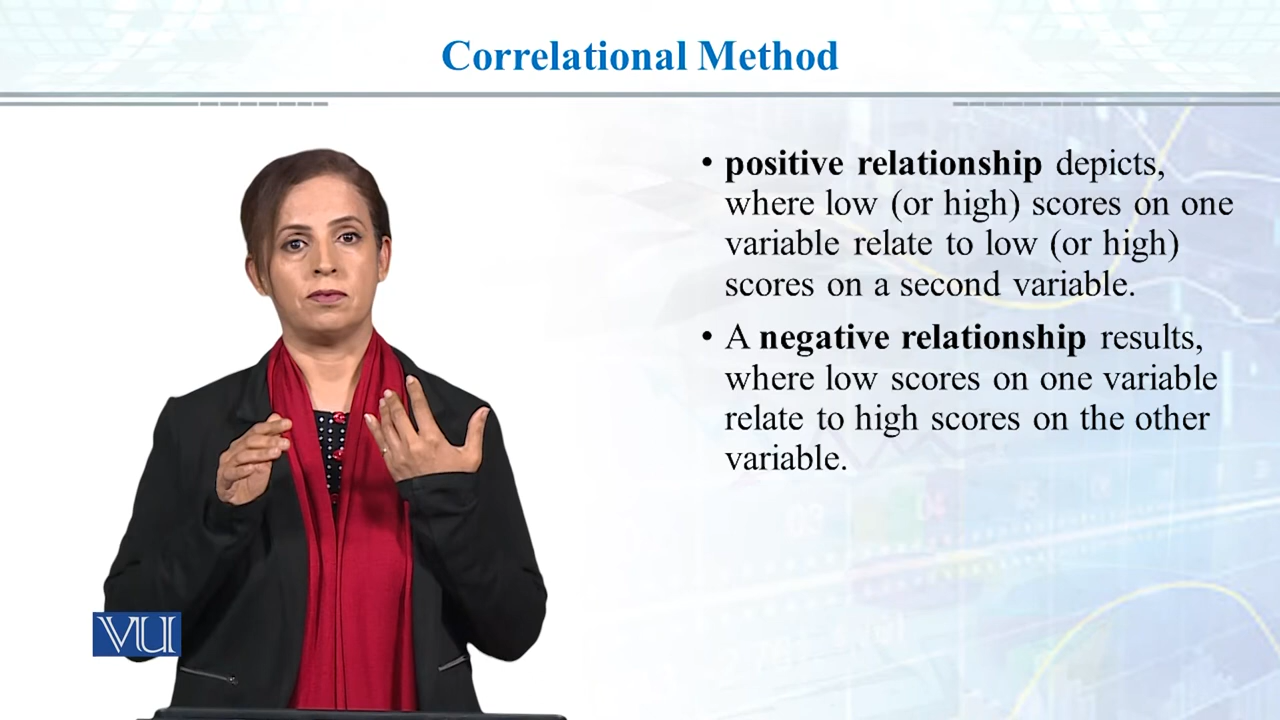 Correlational Method
• positive relationship depicts,
where low (or high) scores on one
variable relate to low (or high)
scores on a second variable.
• A negative relationship results,
where low scores on one variable
relate to high scores on the other
variable.
VU